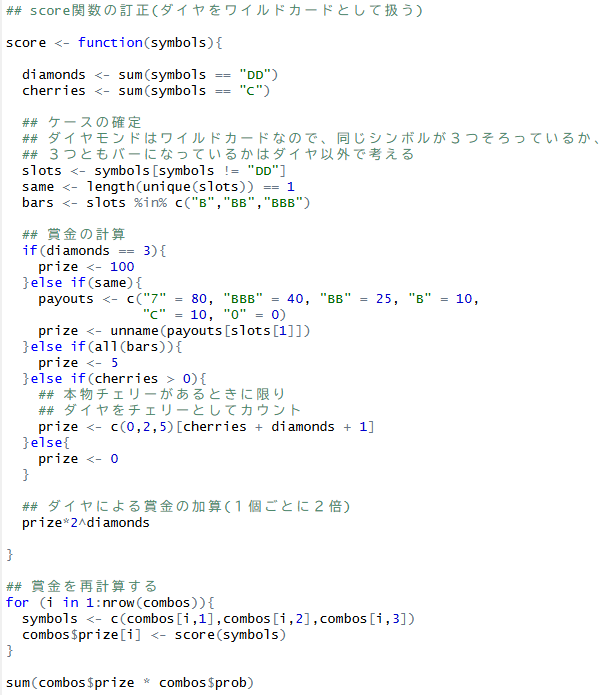 ## score関数の訂正(ダイヤをワイルドカードとして扱う)
score <- function(symbols){
diamonds <- sum(symbols == "DD")
cherries <- sum(symbols == "C")
## ケースの確定
## ダイヤモンドはワイルドカードなので、同じシンボルが３つそろっているか、
## ３つともバーになっているかはダイヤ以外で考える
slots <- symbols[symbols != "DD"]
same <- length(unique(slots)) == 1
bars <- slots %in% c("B","BB","BBB")
## 賞金の計算
if(diamonds == 3){
prize <- 100
}else if(same){
payouts <- c("7" = 80, "BBB" = 40, "BB" = 25, "B" = 10,
"C" = 10, "0" = 0)
prize <- unname(payouts[slots[1]])
}else if(all(bars)){
prize <- 5
}else if(cherries > 0){
## 本物チェリーがあるときに限り
## ダイヤをチェリーとしてカウント
prize <- c(0,2,5)[cherries + diamonds + 1]
}else{
prize <- 0
}
## ダイヤによる賞金の加算(１個ごとに２倍)
prize*2^diamonds
}
## 賞金を再計算する
for (i in 1:nrow(combos)){
symbols <- c(combos[i,1],combos[i,2],combos[i,3])
combos$prize[i] <- score(symbols)
}
sum(combos$prize * combos$prob)